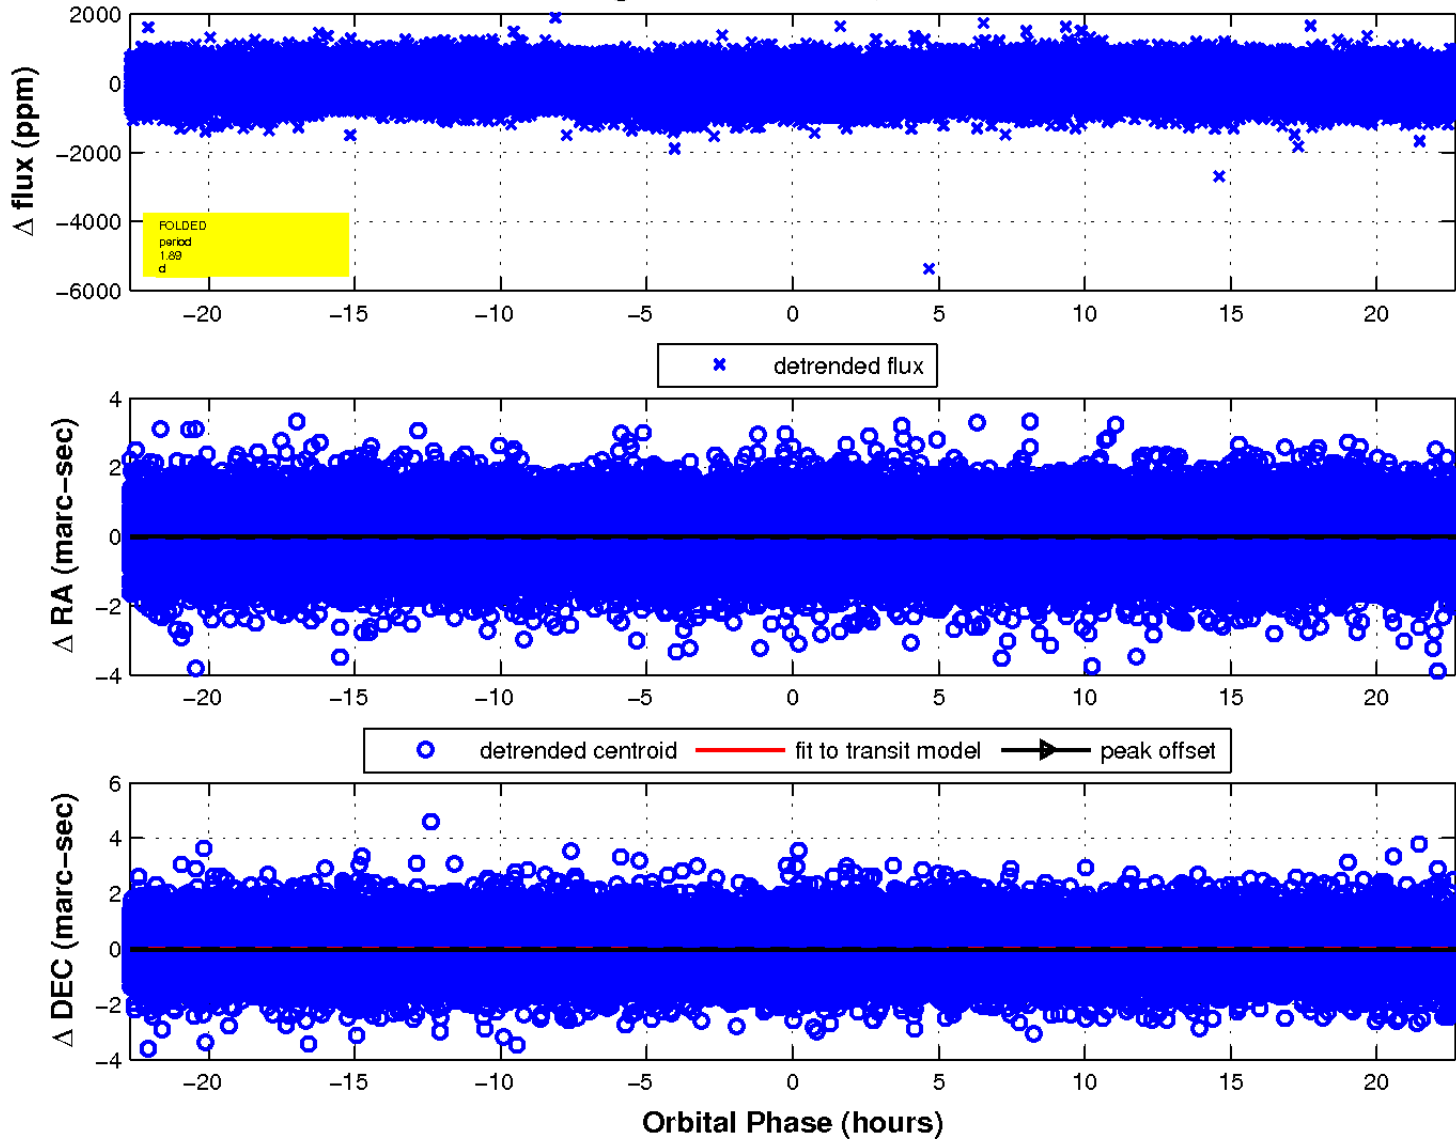 2000
0
−2000
−4000
−6000
Δ flux (ppm)
FOLDED
period
1.89
d
−20 −15 −10 −5 0 5 10 15 20
detrended flux
4
2
0
−2
−4
Δ RA (marc−sec)
−20 −15 −10 −5 0 5 10 15 20
detrended centroid fit to transit model peak offset
6
4
2
0
−2
−4
Δ DEC (marc−sec)
−20 −15 −10 −5 0 5 10 15 20
Orbital Phase (hours)